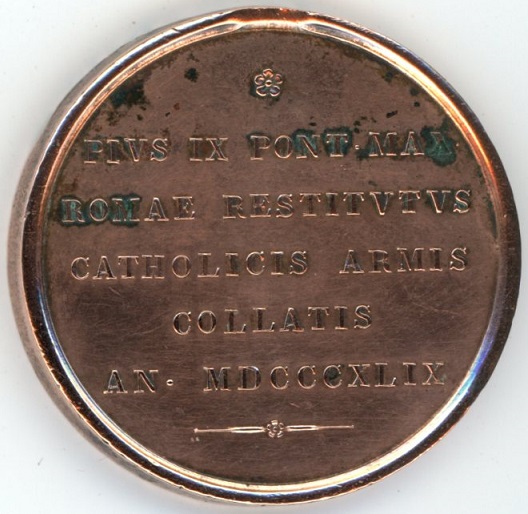 PIVS IX PONT· MAX·
ROMAE RESTITVTVS
CATHOLICIS ARMIS
COLLATIS
AN· MDCCCXLIX